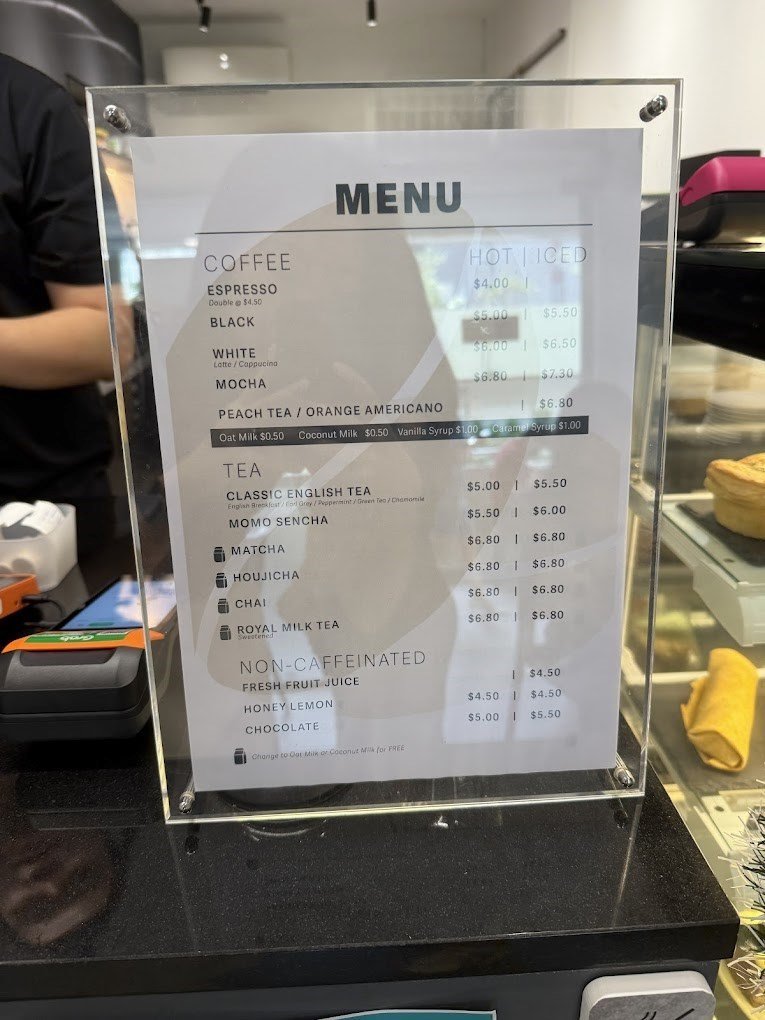 MENU
COFFEE HOT | ICED
ESPRESSO $4.00 |
Double @ $4.50
BLACK $5.00 | $5.50
WHITE $6.00 | $6.50
Latte / Cappucino
MOCHA $6.80 | $7.30
PEACH TEA / ORANGE AMERICANO | $6.80
Oat Milk $0.50 Coconut Milk $0.50 Vanilla Syrup $1.00 Caramel Syrup $1.00
TEA
CLASSIC ENGLISH TEA $5.00 | $5.50
English Breakfast / Earl Grey / Peppermint / Green Tea / Chamomile
MOMO SENCHA $5.50 | $6.00
MATCHA $6.80 | $6.80
HOUJICHA $6.80 | $6.80
CHAI $6.80 | $6.80
ROYAL MILK TEA $6.80 | $6.80
Sweetened
NON-CAFFEINATED
FRESH FRUIT JUICE | $4.50
HONEY LEMON $4.50 | $4.50
CHOCOLATE $5.00 | $5.50
Change to Oat Milk or Coconut Milk for FREE
Grab